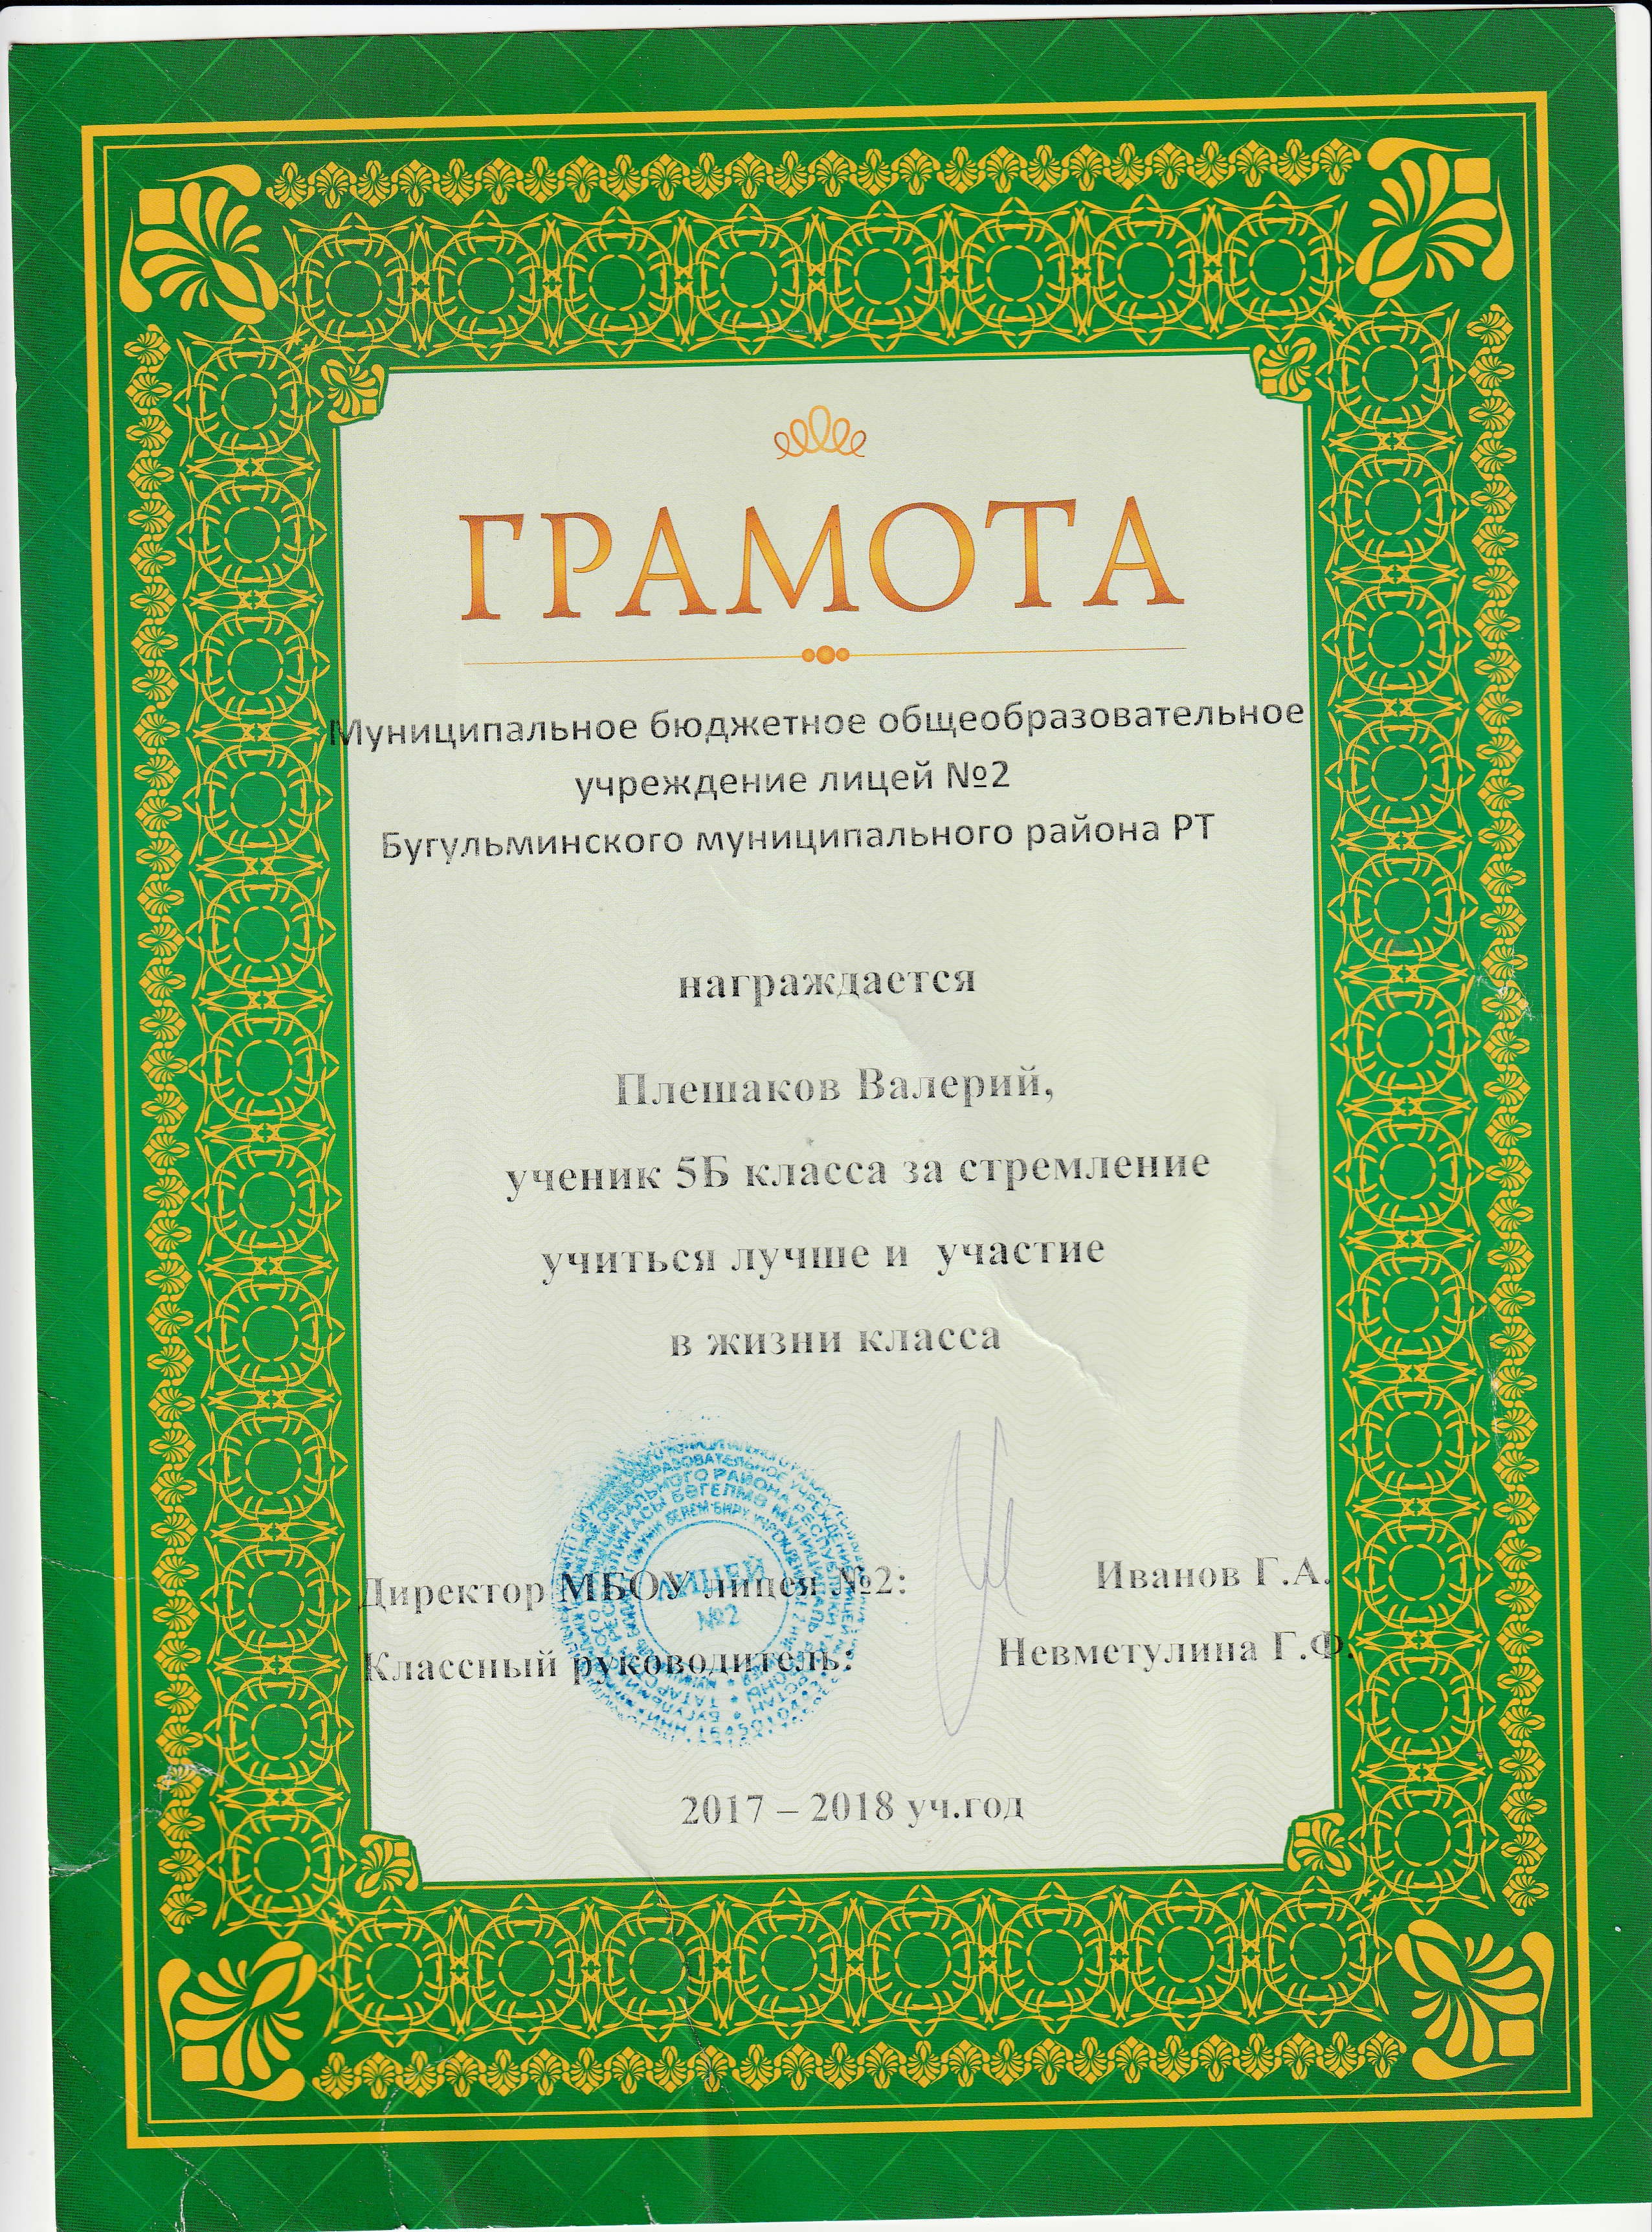 ГРАМОТА
Муниципальное бюджетное общеобразовательное
учреждение лицей №2
Бугульминского муниципального района РТ
награждается
Плешаков Валерий,
ученик 5Б класса за стремление
учиться лучше и участие
в жизни класса
Директор МБОУ лицея №2: Иванов Г.А.
Классный руководитель: Невметулина Г.Ф.
ЛИЦЕЙ
№2
2017 – 2018 уч.год